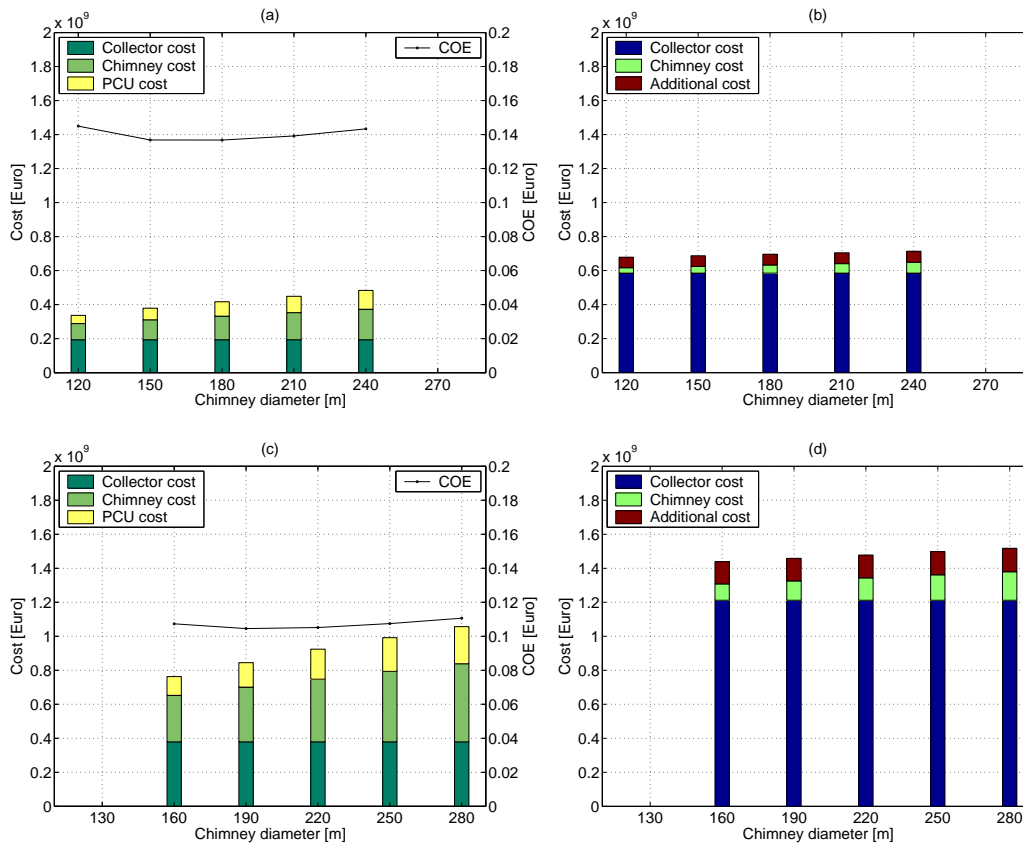 (a)
x 10^9
2
1.8
1.6
1.4
1.2
1
0.8
0.6
0.4
0.2
0
Cost [Euro]
Collector cost
Chimney cost
PCU cost
COE
0.2
0.18
0.16
0.14
0.12
0.1
0.08
0.06
0.04
0.02
0
COE [Euro]
120 150 180 210 240 270
Chimney diameter [m]
(b)
x 10^9
2
1.8
1.6
1.4
1.2
1
0.8
0.6
0.4
0.2
0
Cost [Euro]
Collector cost
Chimney cost
Additional cost
120 150 180 210 240 270
Chimney diameter [m]
(c)
x 10^9
2
1.8
1.6
1.4
1.2
1
0.8
0.6
0.4
0.2
0
Cost [Euro]
Collector cost
Chimney cost
PCU cost
COE
0.2
0.18
0.16
0.14
0.12
0.1
0.08
0.06
0.04
0.02
0
COE [Euro]
130 160 190 220 250 280
Chimney diameter [m]
(d)
x 10^9
2
1.8
1.6
1.4
1.2
1
0.8
0.6
0.4
0.2
0
Cost [Euro]
Collector cost
Chimney cost
Additional cost
130 160 190 220 250 280
Chimney diameter [m]